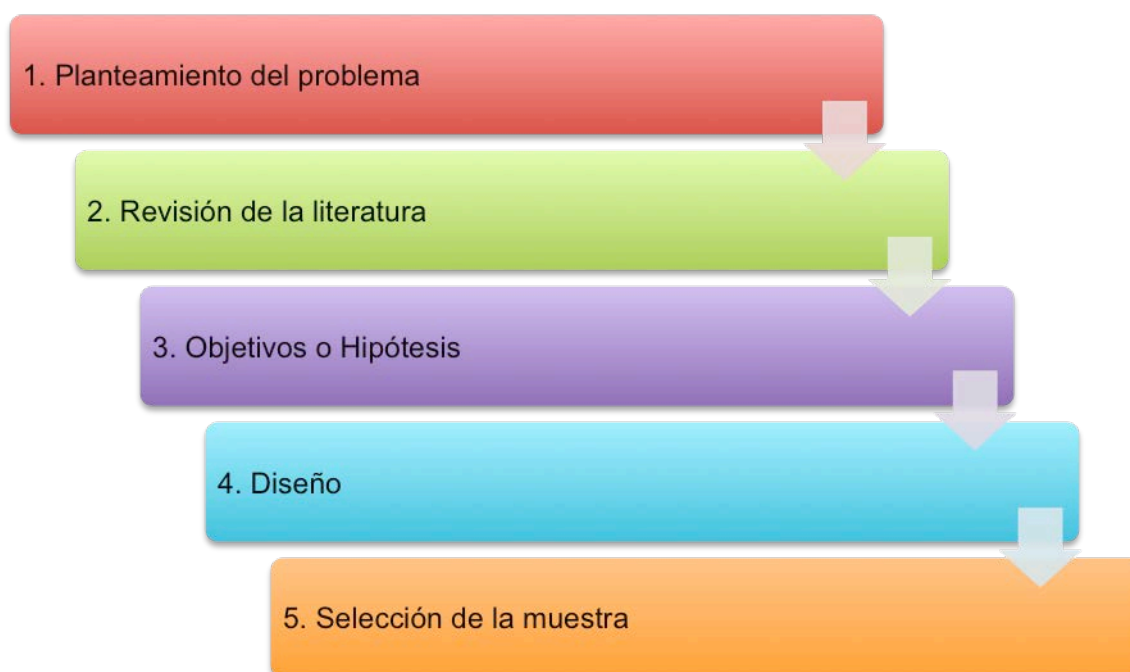 1. Planteamiento del problema
2. Revisión de la literatura
3. Objetivos o Hipótesis
4. Diseño
5. Selección de la muestra